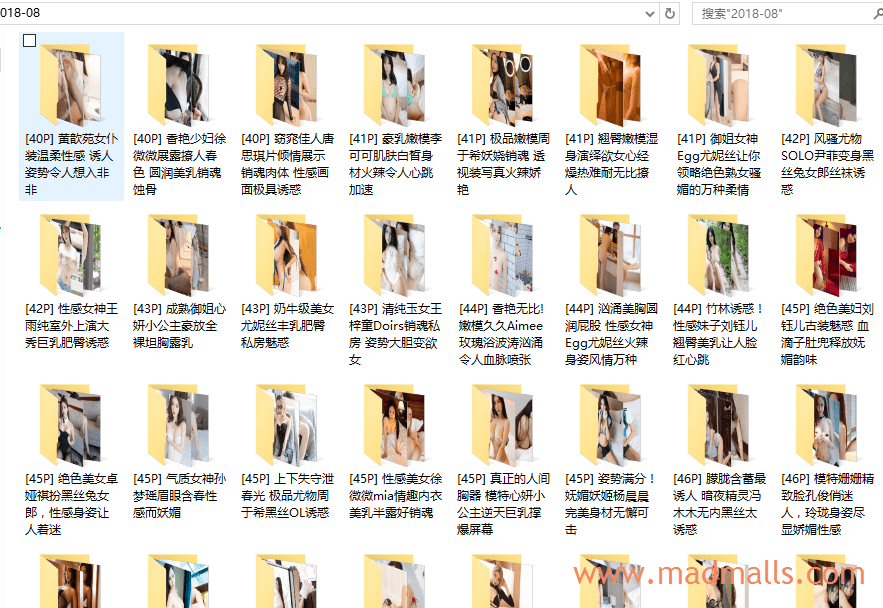 018-08
搜索"2018-08"
[40P] 黄歆苑女仆
装温柔性感 诱人
姿势令人想入非
非
[40P] 香艳少妇徐
微微展露撩人春
色 圆润美乳销魂
蚀骨
[40P] 窈窕佳人唐
思琪片倾情展示
销魂肉体 性感画
面极具诱惑
[41P] 豪乳嫩模李
可可肌肤白皙身
材火辣令人心跳
加速
[41P] 极品嫩模周
于希妖娆销魂 透
视装写真火辣娇
艳
[41P] 翘臀嫩模湿
身演绎欲女心经
燥热难耐无比撩
人
[41P] 御姐女神
Egg尤妮丝让你
领略绝色熟女骚
媚的万种柔情
[42P] 风骚尤物
SOLO尹菲变身黑
丝兔女郎丝袜诱
惑
[42P] 性感女神王
雨纯室外上演大
秀巨乳肥臀诱惑
[43P] 成熟御姐心
妍小公主豪放全
裸坦胸露乳
[43P] 奶牛级美女
尤妮丝丰乳肥臀
私房魅惑
[43P] 清纯玉女王
梓童Doirs销魂私
房 姿势大胆变欲
女
[44P] 香艳无比!
嫩模久久Aimee
玫瑰浴波涛汹涌
令人血脉喷张
[44P] 汹涌美胸圆
润屁股 性感女神
Egg尤妮丝火辣
身姿风情万种
[44P] 竹林诱惑！
性感妹子刘钰儿
翘臀美乳让人脸
红心跳
[45P] 绝色美妇刘
钰儿古装魅惑 血
滴子肚兜释放妩
媚韵味
[45P] 绝色美女卓
娅祺扮黑丝兔女
郎，性感身姿让
人着迷
[45P] 气质女神孙
梦瑶眉眼含春性
感而妖媚
[45P] 上下失守泄
春光 极品尤物周
于希黑丝OL诱惑
[45P] 性感美女徐
微微mia情趣内衣
美乳半露好销魂
[45P] 真正的人间
胸器 模特心妍小
公主逆天巨乳撑
爆屏幕
[45P] 姿势满分！
妩媚妖姬杨晨晨
完美身材无懈可
击
[46P] 朦胧含蓄最
诱人 暗夜精灵冯
木木无内黑丝太
诱惑
[46P] 模特姗姗精
致脸孔俊俏迷
人，玲珑身姿尽
显娇媚性感
www.madmalls.com